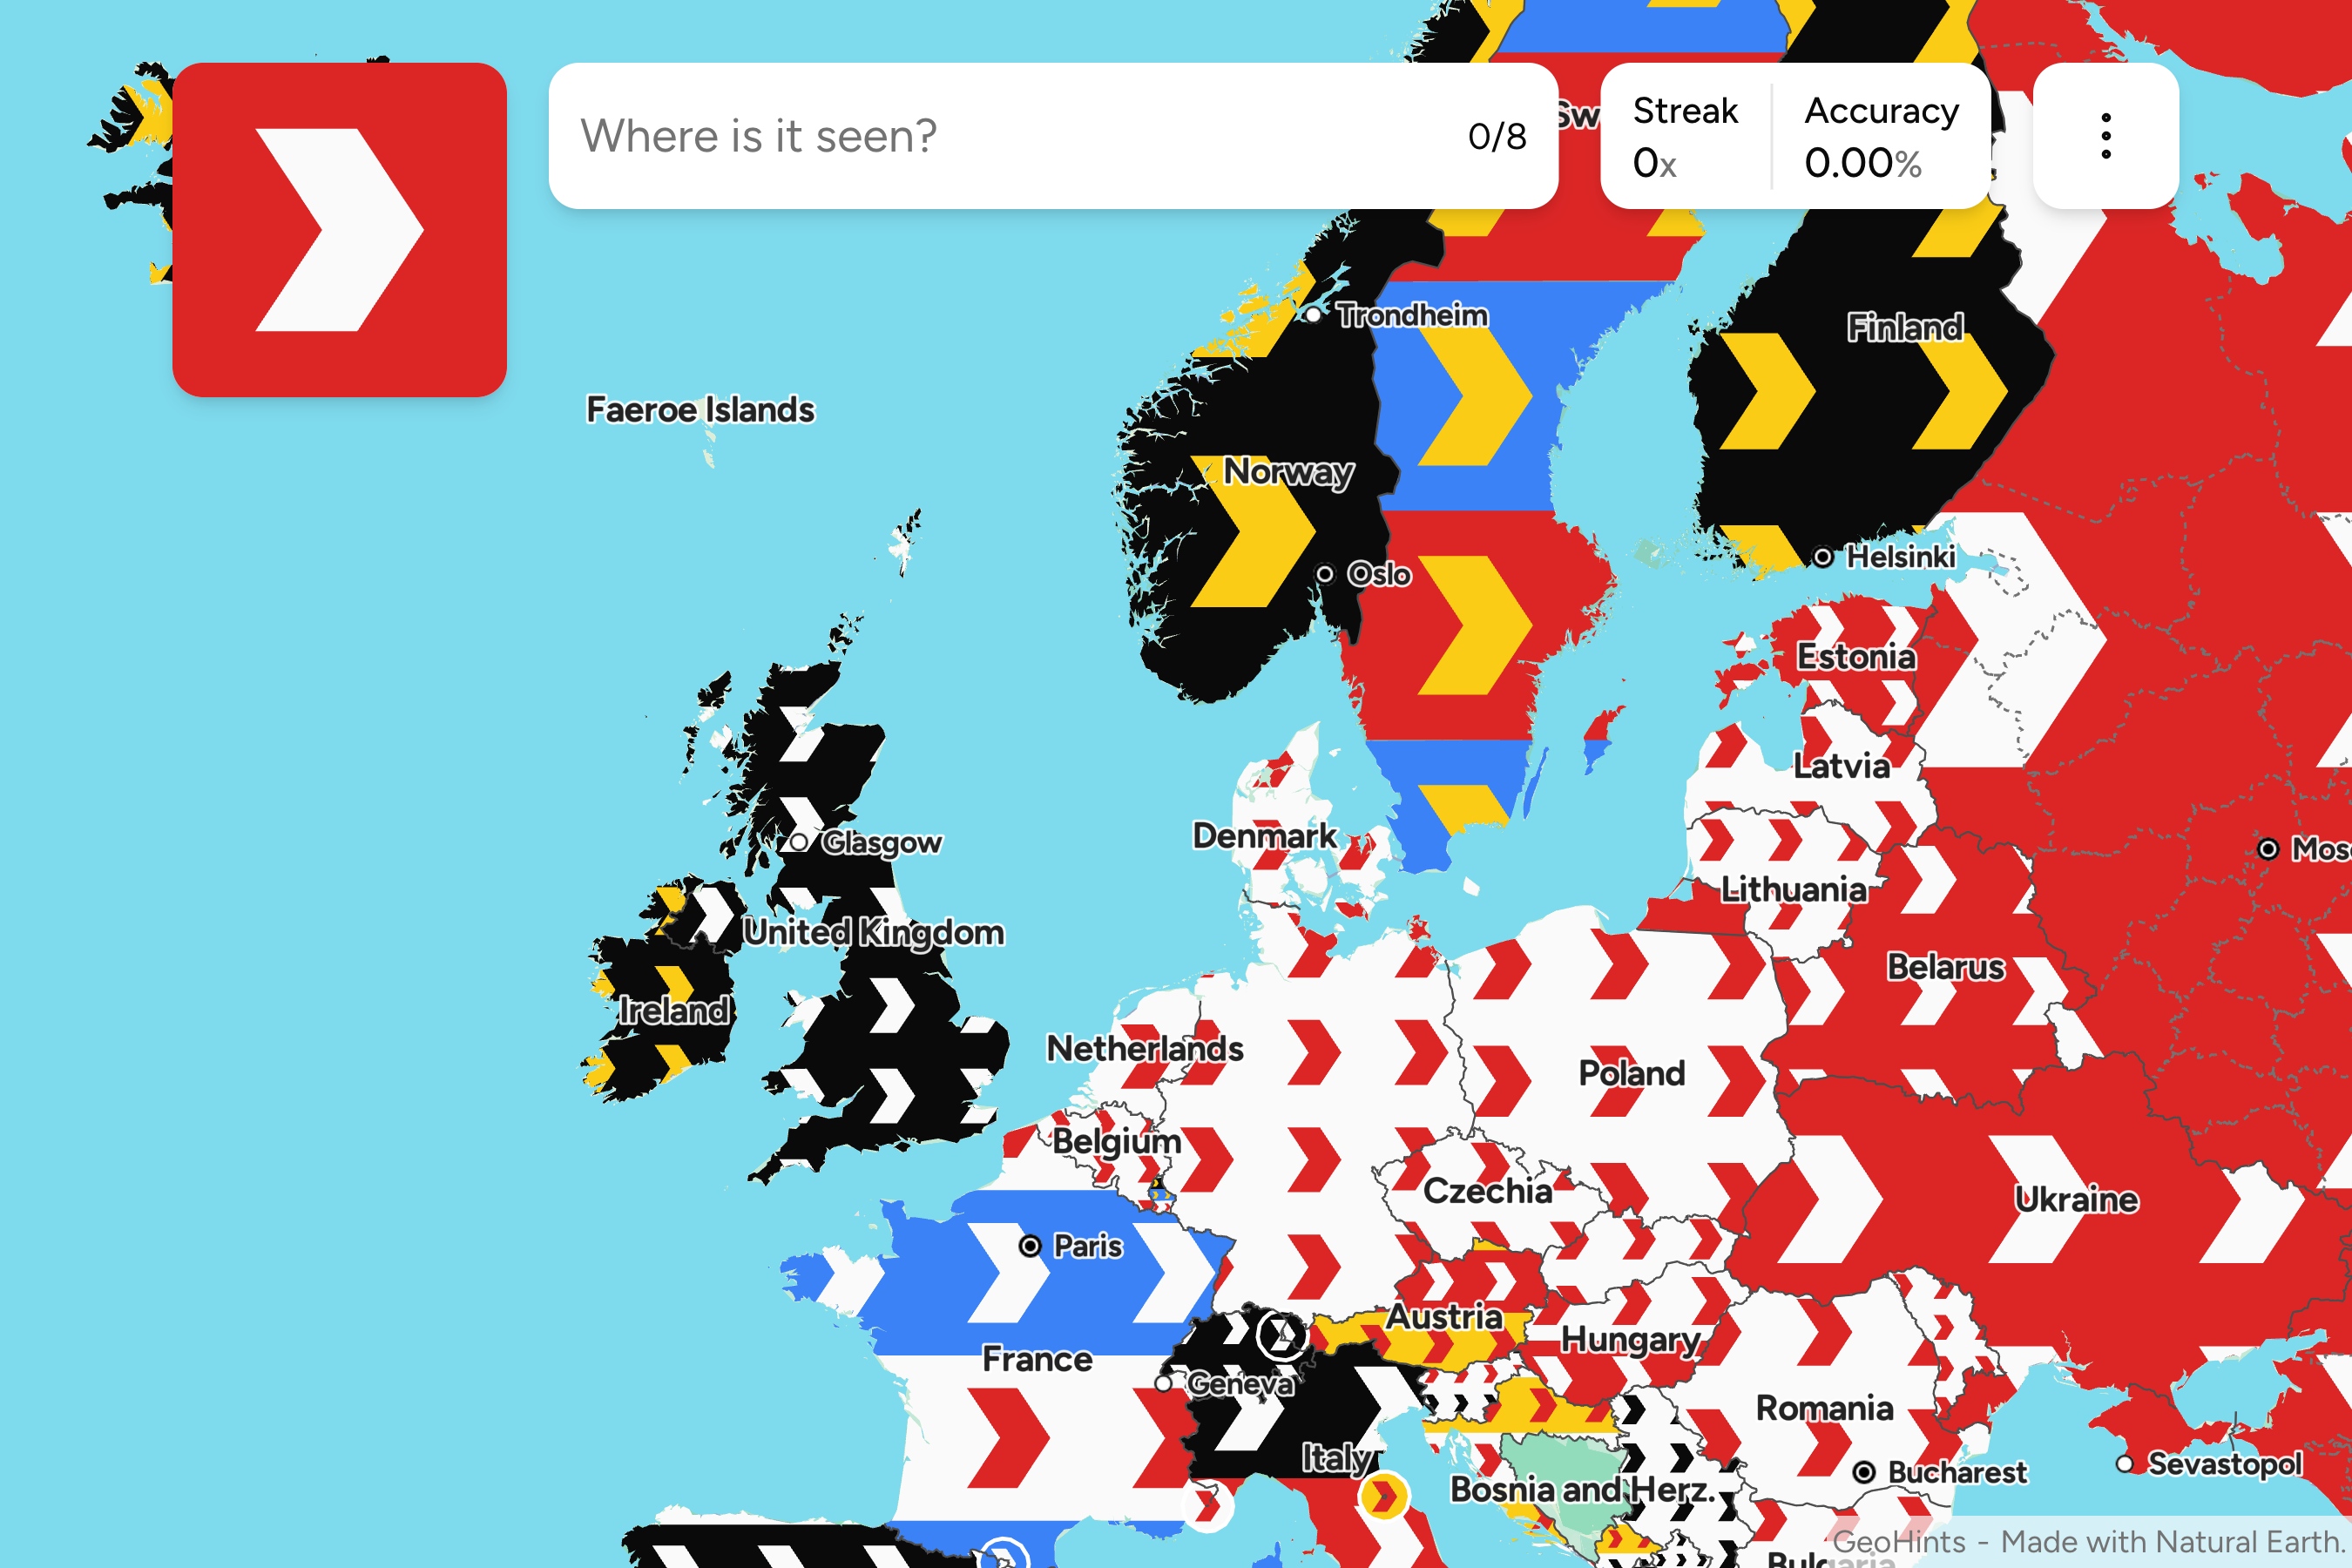 Where is it seen?
0/8
Sw
Streak
0x
Accuracy
0.00%
Trondheim
Finland
Faeroe Islands
Norway
Oslo
Helsinki
Estonia
Latvia
Denmark
Glasgow
Mos
Lithuania
United Kingdom
Belarus
Ireland
Netherlands
Poland
Belgium
Czechia
Ukraine
Paris
Austria
Hungary
France
Geneva
Romania
Italy
Sevastopol
Bucharest
Bosnia and Herz.
GeoHints - Made with Natural Earth.
Bulgaria